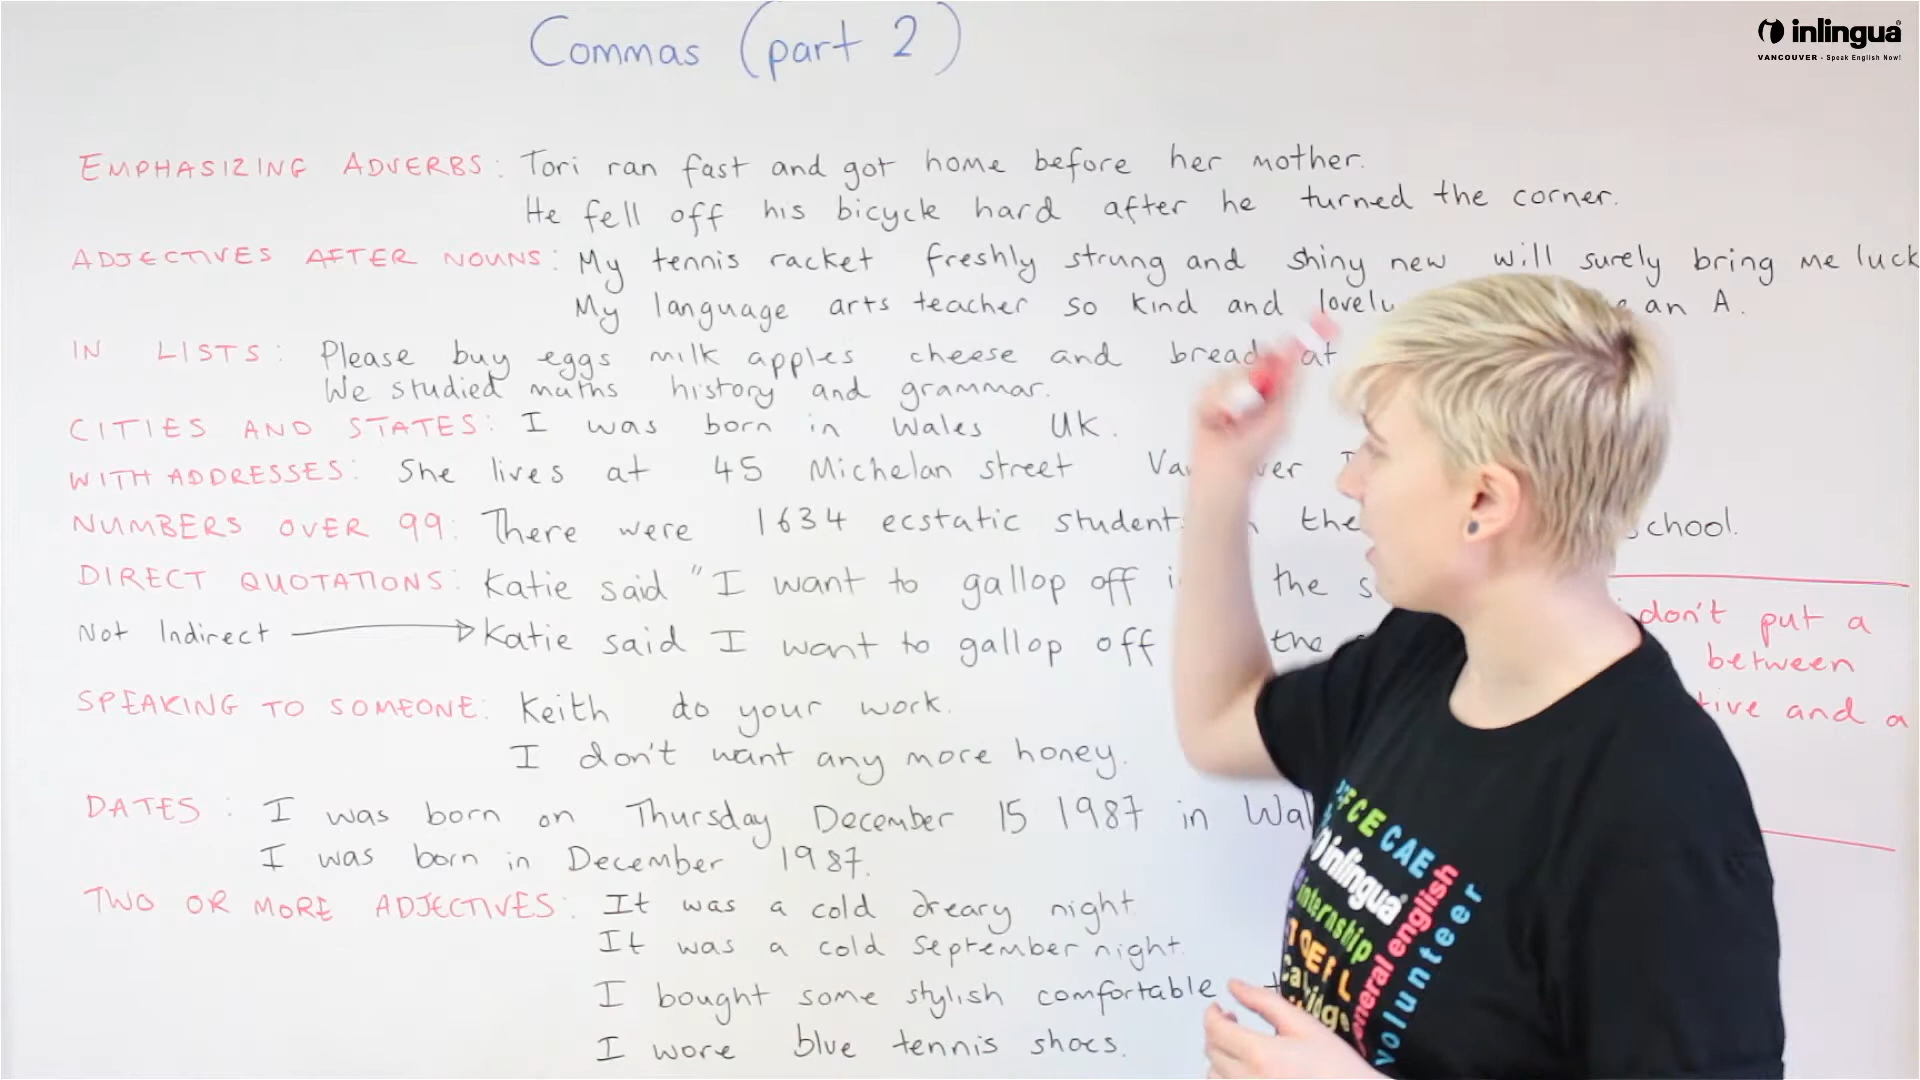 Commas (part 2)
inlingua®
VANCOUVER - Speak English Now!
EMPHASIZING ADVERBS: Tori ran fast and got home before her mother.
He fell off his bicycle hard after he turned the corner.
ADJECTIVES AFTER NOUNS: My tennis racket freshly strung and shiny new will surely bring me luck
My language arts teacher so kind and lovely an A.
IN LISTS: Please buy eggs milk apples cheese and bread at
We studied maths history and grammar.
CITIES AND STATES: I was born in Wales UK.
WITH ADDRESSES: She lives at 45 Michelan street
NUMBERS OVER 99: There were 1634 ecstatic student the school.
DIRECT QUOTATIONS: Katie said "I want to gallop off the
Not Indirect → Katie said I want to gallop off the
don't put a
between
and a
SPEAKING TO SOMEONE: Keith do your work.
I don't want any more honey.
DATES: I was born on Thursday December 15 1987 in
I was born in December 1987.
TWO OR MORE ADJECTIVES: It was a cold dreary night
It was a cold September night.
I bought some stylish comfortable
I wore blue tennis shoes.
FCE CAE
inlingua
internship
general english
volunteer